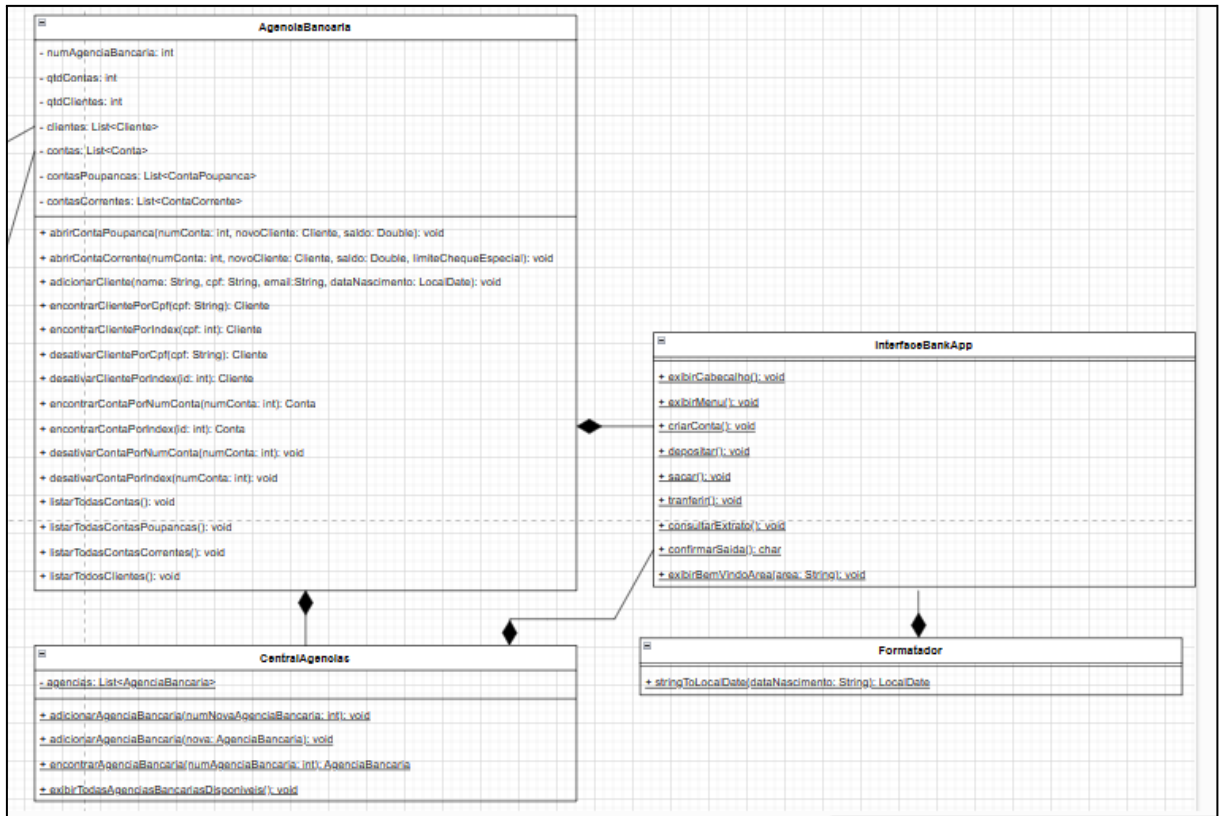 AgenciaBancaria
- numAgenciaBancaria: int
- qtdContas: int
- qtdClientes: int
- clientes: List<Cliente>
- contas: List<Conta>
- contasPoupancas: List<ContaPoupanca>
- contasCorrentes: List<ContaCorrente>
+ abrirContaPoupanca(numConta: int, novoCliente: Cliente, saldo: Double): void
+ abrirContaCorrente(numConta: int, novoCliente: Cliente, saldo: Double, limiteChequeEspecial): void
+ adicionarCliente(nome: String, cpf: String, email:String, dataNascimento: LocalDate): void
+ encontrarClientePorCpf(cpf: String): Cliente
+ encontrarClientePorIndex(cpf: int): Cliente
+ desativarClientePorCpf(cpf: String): Cliente
+ desativarClientePorIndex(id: int): Cliente
+ encontrarContaPorNumConta(numConta: int): Conta
+ encontrarContaPorIndex(id: int): Conta
+ desativarContaPorNumConta(numConta: int): void
+ desativarContaPorIndex(numConta: int): void
+ listarTodasContas(): void
+ listarTodasContasPoupancas(): void
+ listarTodasContasCorrentes(): void
+ listarTodosClientes(): void
InterfaceBankApp
+ exibirCabecalho(): void
+ exibirMenu(): void
+ criarConta(): void
+ depositar(): void
+ sacar(): void
+ tranferir(): void
+ consultarExtrato(): void
+ confirmarSaida(): char
+ exibirBemVindoArea(area: String): void
CentralAgencias
- agencias: List<AgenciaBancaria>
+ adicionarAgenciaBancaria(numNovaAgenciaBancaria: int): void
+ adicionarAgenciaBancaria(nova: AgenciaBancaria): void
+ encontrarAgenciaBancaria(numAgenciaBancaria: int): AgenciaBancaria
+ exibirTodasAgenciasBancariasDisponiveis(): void
Formatador
+ stringToLocalDate(dataNascimento: String): LocalDate